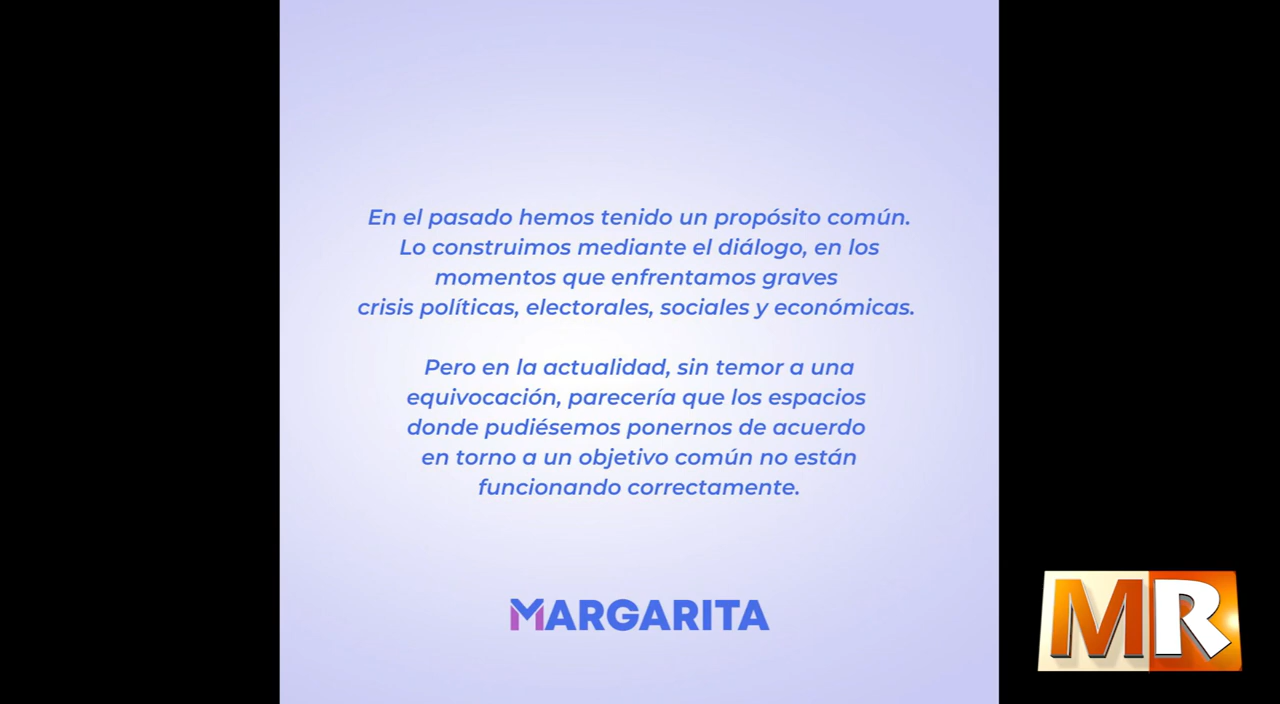 En el pasado hemos tenido un propósito común.
Lo construimos mediante el diálogo, en los
momentos que enfrentamos graves
crisis políticas, electorales, sociales y económicas.
Pero en la actualidad, sin temor a una
equivocación, parecería que los espacios
donde pudiésemos ponernos de acuerdo
en torno a un objetivo común no están
funcionando correctamente.
MARGARITA
MR